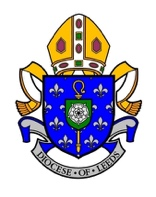 DIOCESE • OF • LEEDS